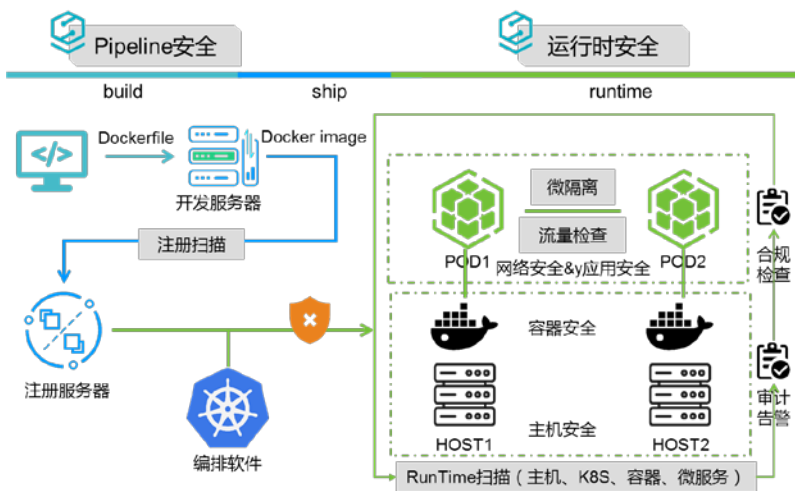 Pipeline安全
运行时安全
build
ship
runtime
Dockerfile
Docker image
开发服务器
注册扫描
注册服务器
编排软件
微隔离
流量检查
POD1
POD2
网络安全&y应用安全
合规
检查
容器安全
审计
告警
主机安全
HOST1
HOST2
RunTime扫描（主机、K8S、容器、微服务）